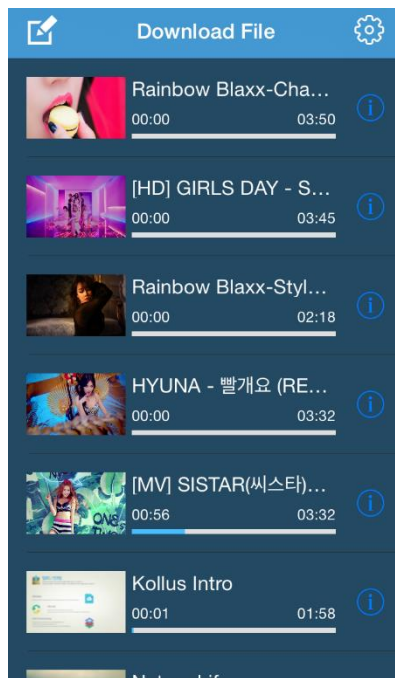 Download File
Rainbow Blaxx-Cha...
00:00 03:50
[HD] GIRLS DAY - S...
00:00 03:45
Rainbow Blaxx-Styl...
00:00 02:18
HYUNA - 빨개요 (RE...
00:00 03:32
[MV] SISTAR(씨스타)...
00:56 03:32
Kollus Intro
00:01 01:58